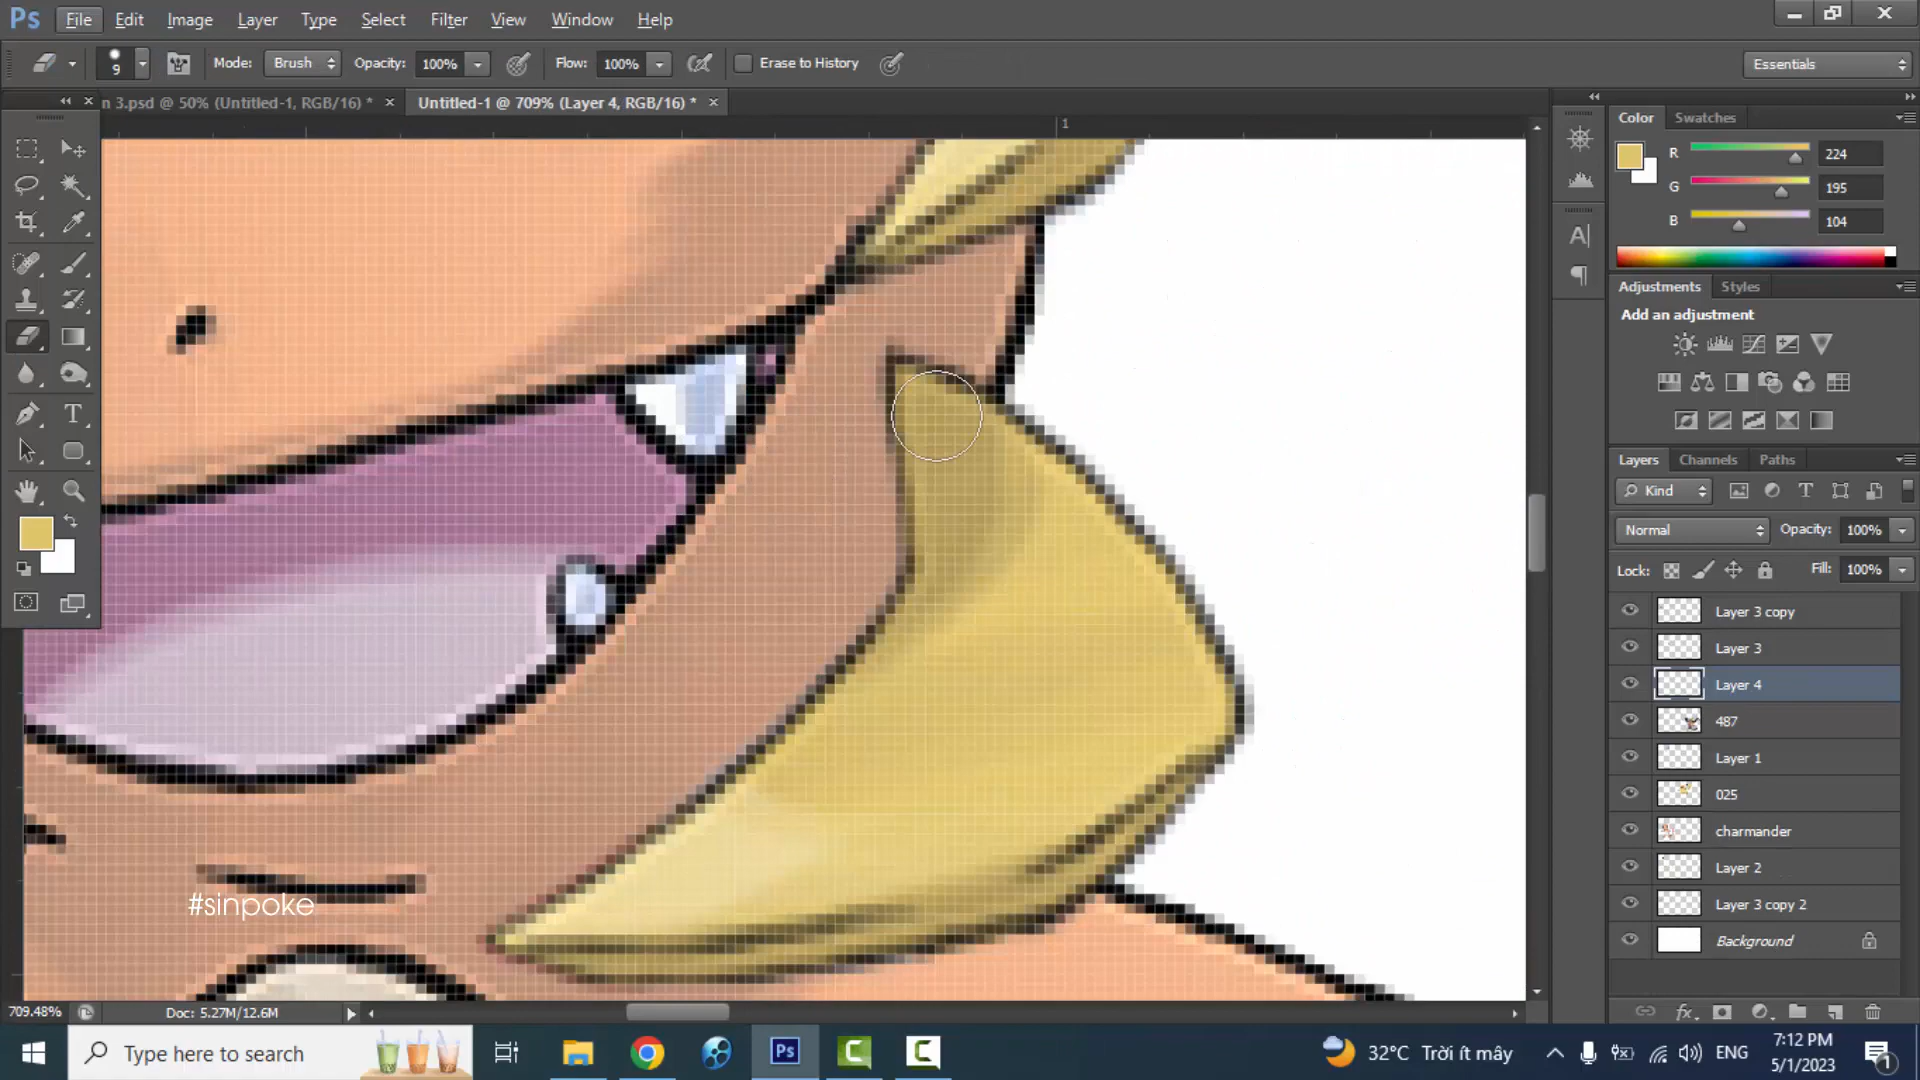 Ps File Edit Image Layer Type Select Filter View Window Help
9 Mode: Brush Opacity: 100% Flow: 100% Erase to History Essentials
n 3.psd @ 50% (Untitled-1, RGB/16) * × Untitled-1 @ 709% (Layer 4, RGB/16) * ×
1
Color Swatches
R 224
G 195
B 104
Adjustments Styles
Add an adjustment
Layers Channels Paths
Kind
Normal Opacity: 100%
Lock: Fill: 100%
Layer 3 copy
Layer 3
Layer 4
487
Layer 1
025
charmander
Layer 2
Layer 3 copy 2
Background
#sinpoke
709.48% Doc: 5.27M/12.6M
Type here to search
Ps
32°C Trời ít mây
ENG
7:12 PM
5/1/2023
1